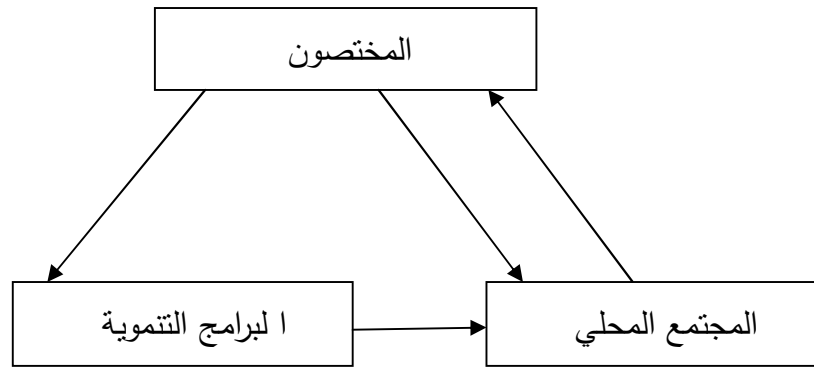 المختصون
المجتمع المحلي
ا لبرامج التنموية